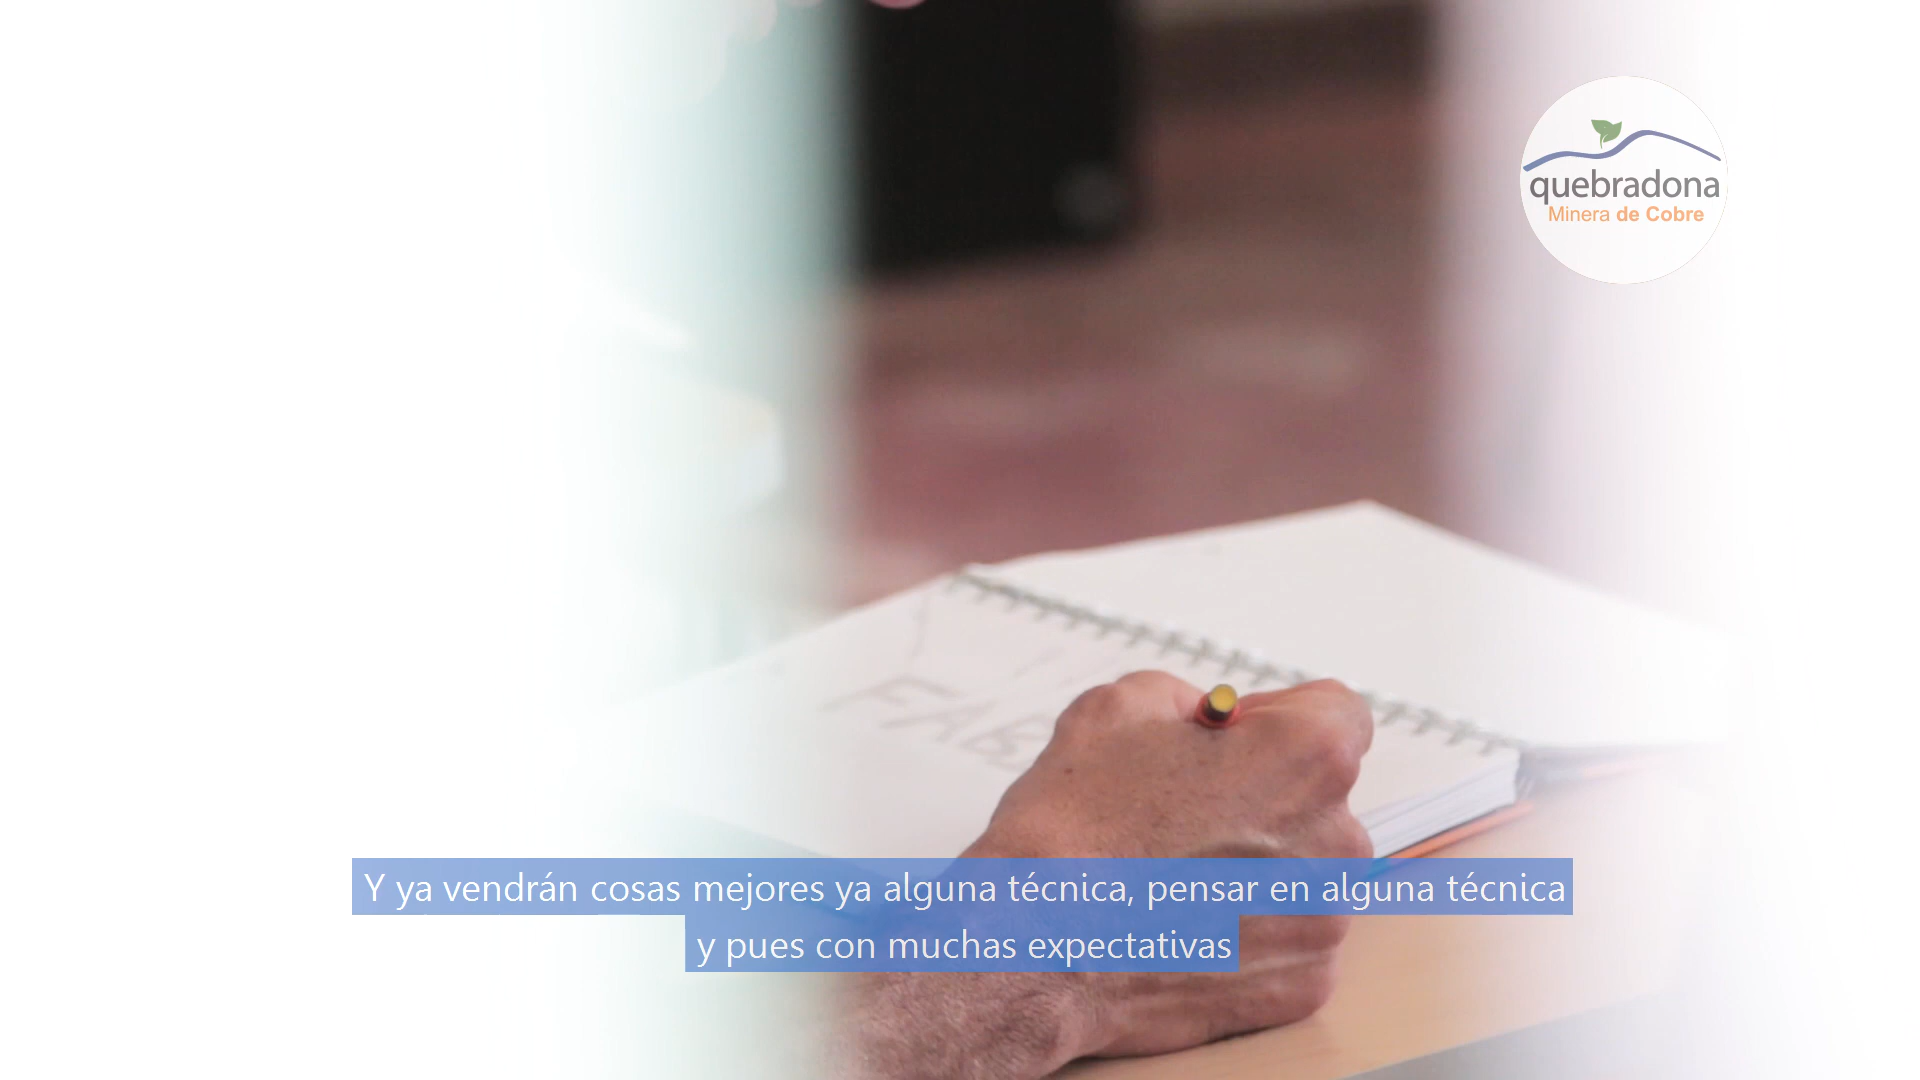 quebradona
Minera de Cobre
FAB
Y ya vendrán cosas mejores ya alguna técnica, pensar en alguna técnica
y pues con muchas expectativas